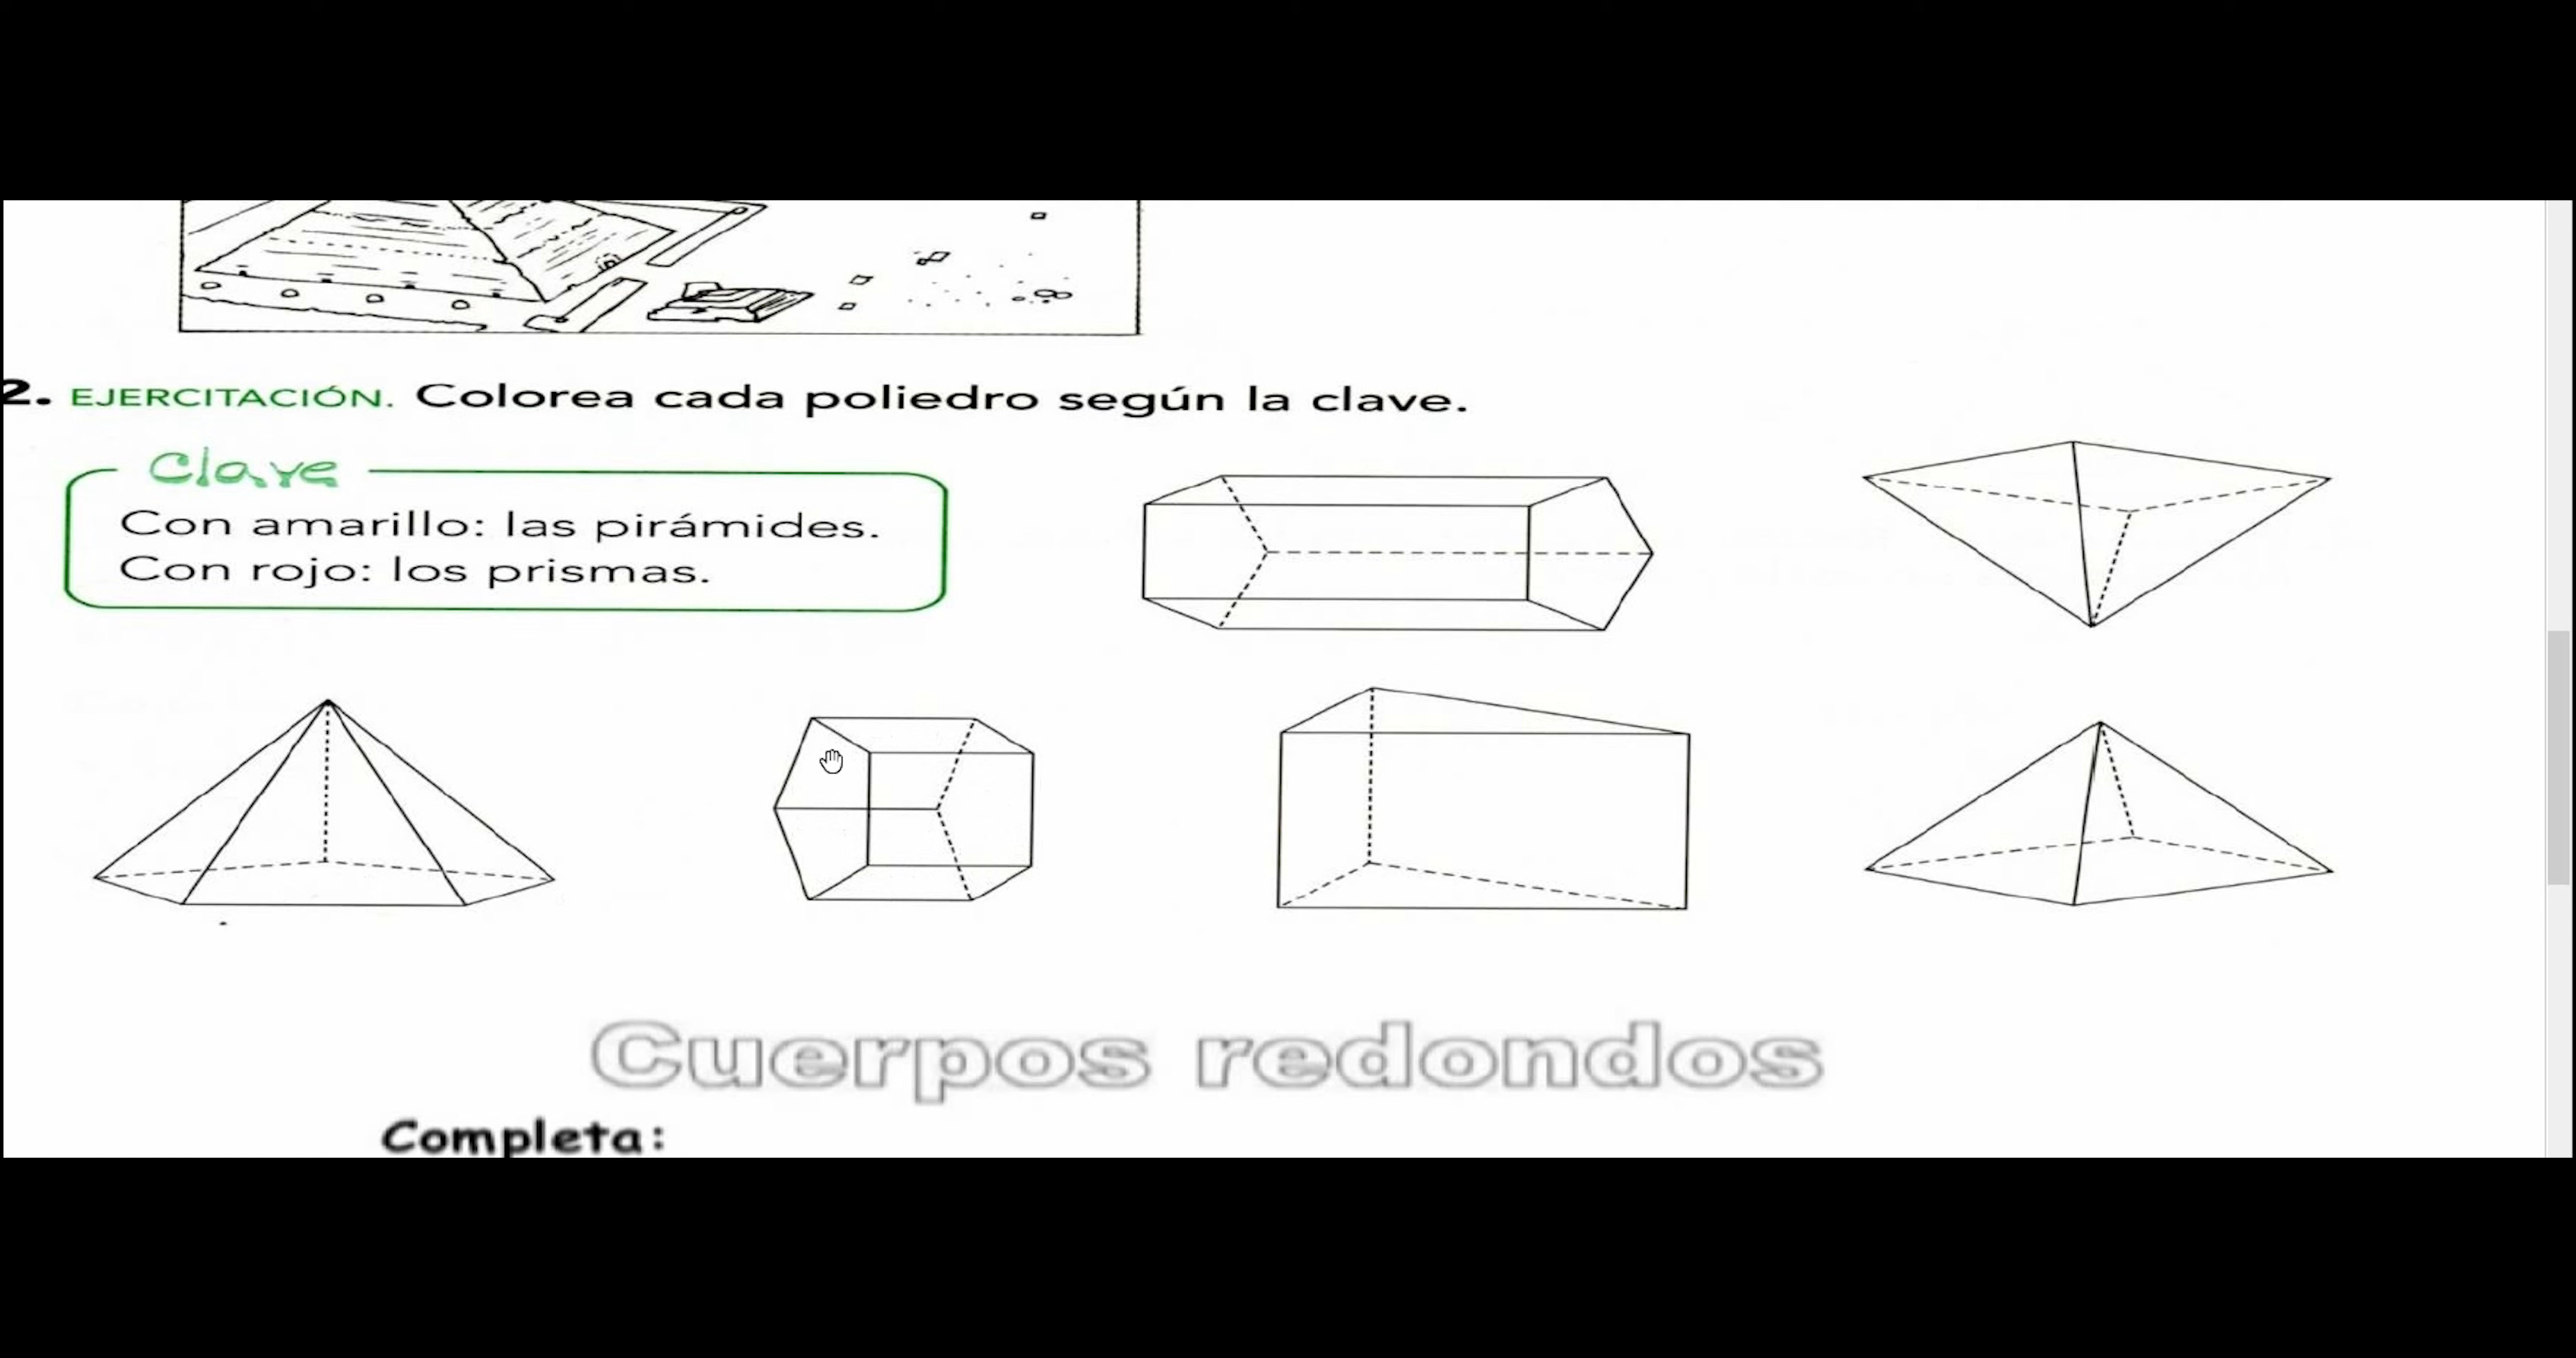 2. EJERCITACIÓN. Colorea cada poliedro según la clave.
Clave
Con amarillo: las pirámides.
Con rojo: los prismas.
Cuerpos redondos
Completa: